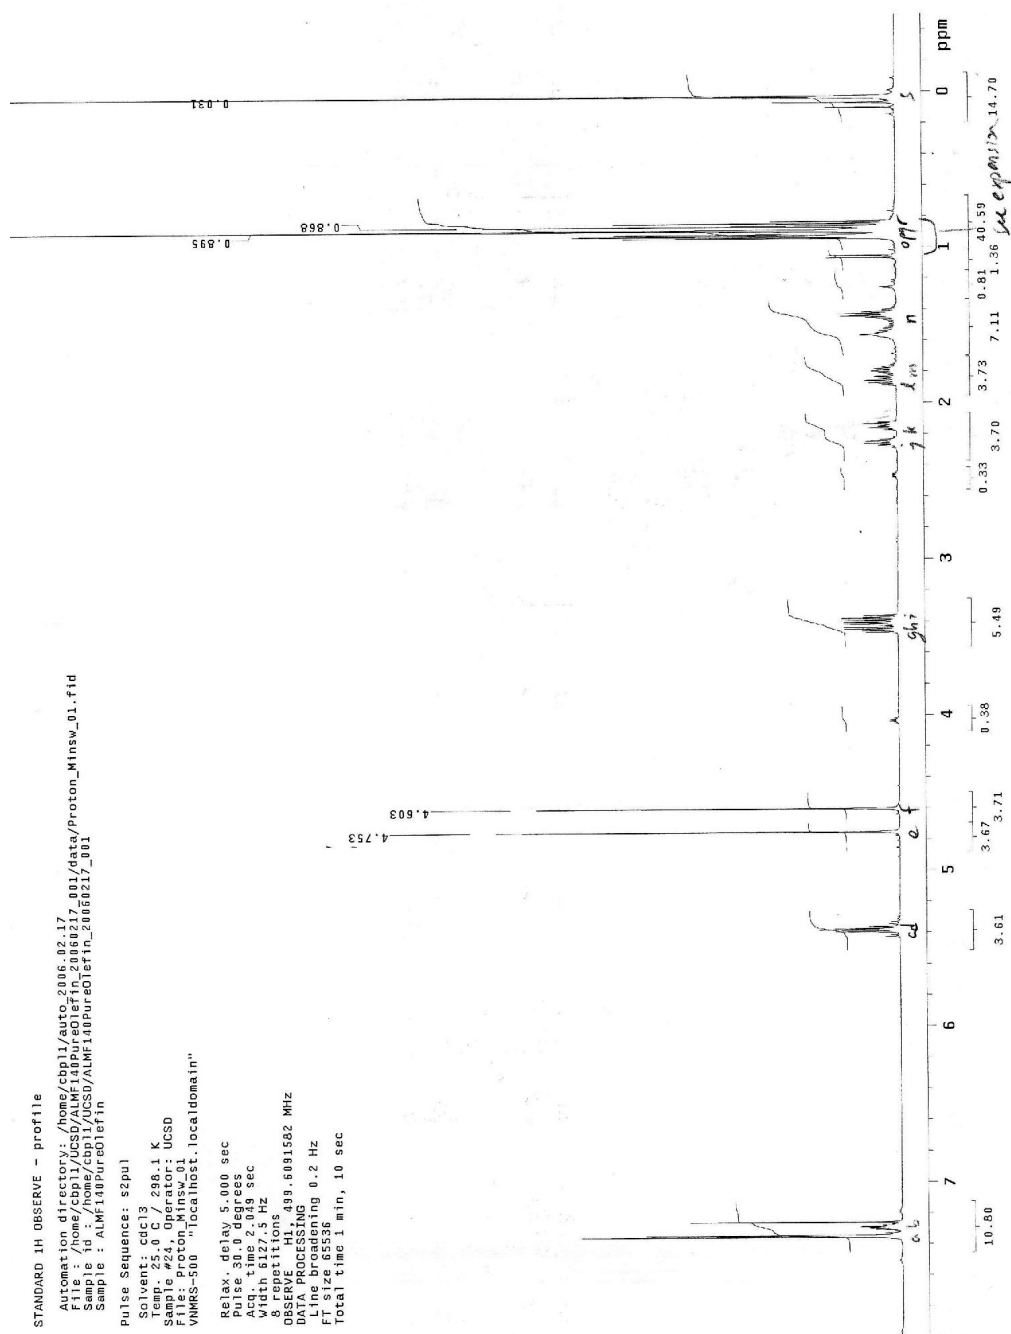 STANDARD 1H OBSERVE - profile
Automation directory: /home/cbpl1/auto_2006.02.17
File : /home/cbpl1/UCSD/ALMF140PureOlefin_20060217_001/data/Proton_Minsw_01.fid
Sample id : /home/cbpl1/UCSD/ALMF140PureOlefin_20060217_001
Sample : ALMF140PureOlefin
Pulse Sequence: s2pul
Solvent: cdcl3
Temp. 25.0 C / 298.1 K
Sample #24, Operator: UCSD
File: Proton_Minsw_01
VNMRS-500 "localhost.localdomain"
Relax. delay 5.000 sec
Pulse 30.0 degrees
Acq. time 2.049 sec
Width 6127.5 Hz
8 repetitions
OBSERVE H1, 499.6091582 MHz
DATA PROCESSING
Line broadening 0.2 Hz
FT size 65536
Total time 1 min, 10 sec
4.753
4.603
0.895
0.868
0.031
a b cd e f ghi j k l m n opqr s
7 6 5 4 3 2 1 0 ppm
10.80 3.61 3.67 3.71 0.38 5.49 0.33 3.70 3.73 7.11 0.81 1.36 40.59 14.70
see expansion